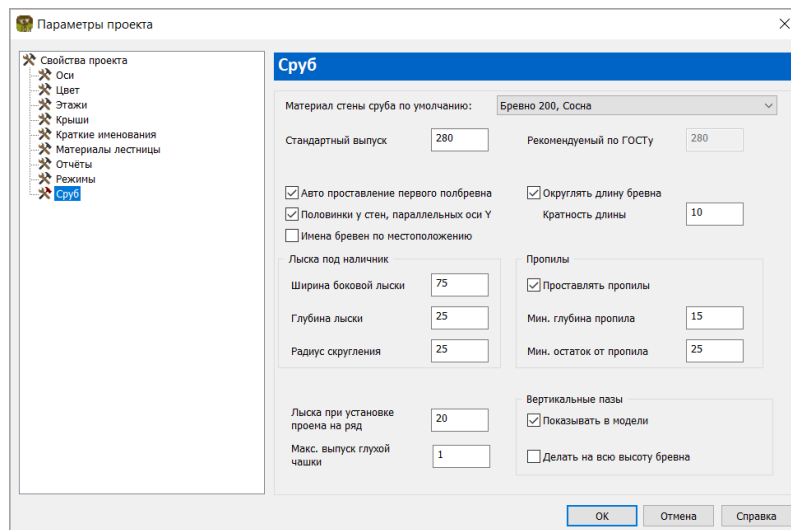 Параметры проекта
Свойства проекта
Оси
Цвет
Этажи
Крыши
Краткие именования
Материалы лестницы
Отчёты
Режимы
Сруб
Сруб
Материал стены сруба по умолчанию: Бревно 200, Сосна
Стандартный выпуск 280 Рекомендуемый по ГОСТу 280
Авто проставление первого полбревна Округлять длину бревна
Половинки у стен, параллельных оси Y Кратность длины 10
Имена бревен по местоположению
Лыска под наличник Пропилы
Ширина боковой лыски 75 Проставлять пропилы
Глубина лыски 25 Мин. глубина пропила 15
Радиус скругления 25 Мин. остаток от пропила 25
Вертикальные пазы
Лыска при установке
проема на ряд 20 Показывать в модели
Макс. выпуск глухой
чашки 1 Делать на всю высоту бревна
ОК Отмена Справка